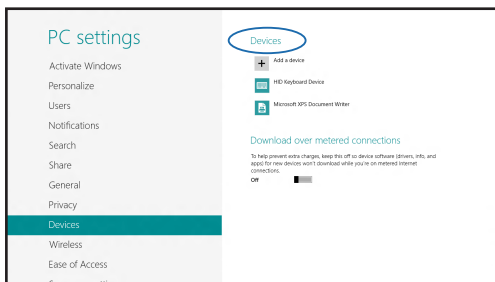 PC settings
Activate Windows
Personalize
Users
Notifications
Search
Share
General
Privacy
Devices
Wireless
Ease of Access
Devices
Add a device
HID Keyboard Device
Microsoft XPS Document Writer
Download over metered connections
To help prevent extra charges, keep this off so device software (drivers, info, and
apps) for new devices won't download while you're on metered Internet
connections.
Off